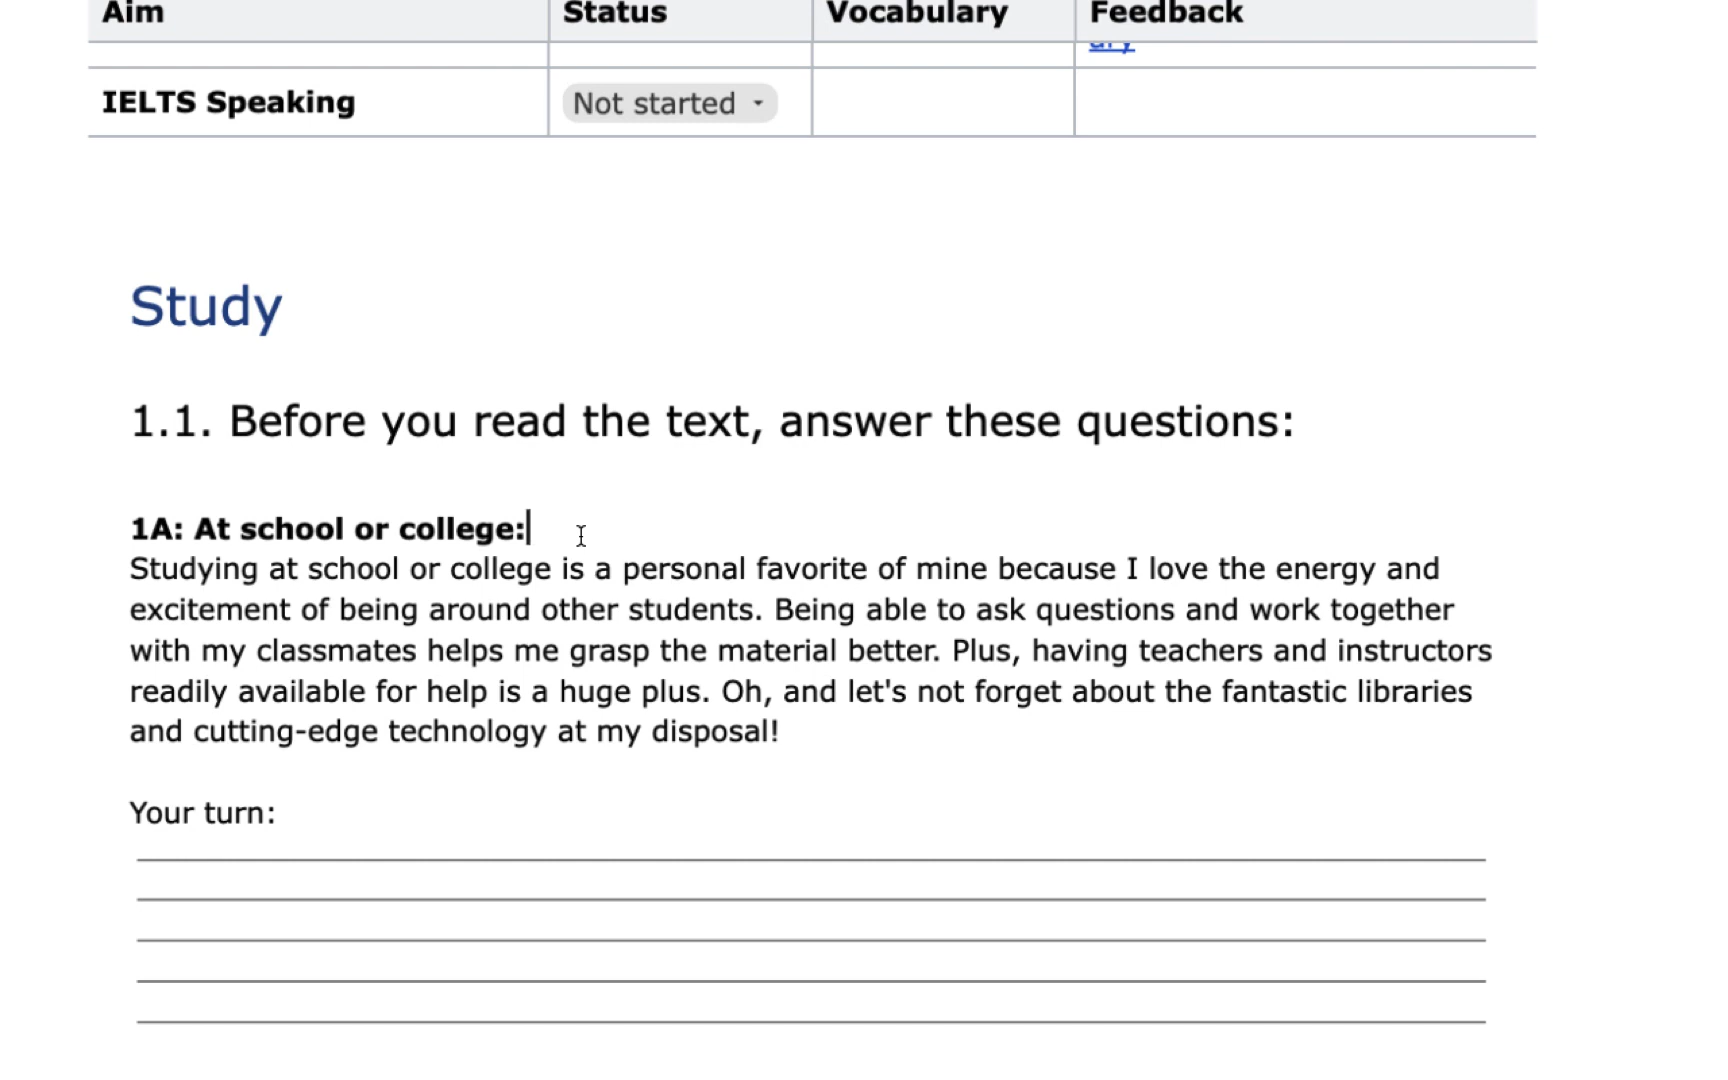 Aim Status Vocabulary Feedback
ary
IELTS Speaking Not started
Study
1.1. Before you read the text, answer these questions:
1A: At school or college:
Studying at school or college is a personal favorite of mine because I love the energy and
excitement of being around other students. Being able to ask questions and work together
with my classmates helps me grasp the material better. Plus, having teachers and instructors
readily available for help is a huge plus. Oh, and let's not forget about the fantastic libraries
and cutting-edge technology at my disposal!
Your turn: